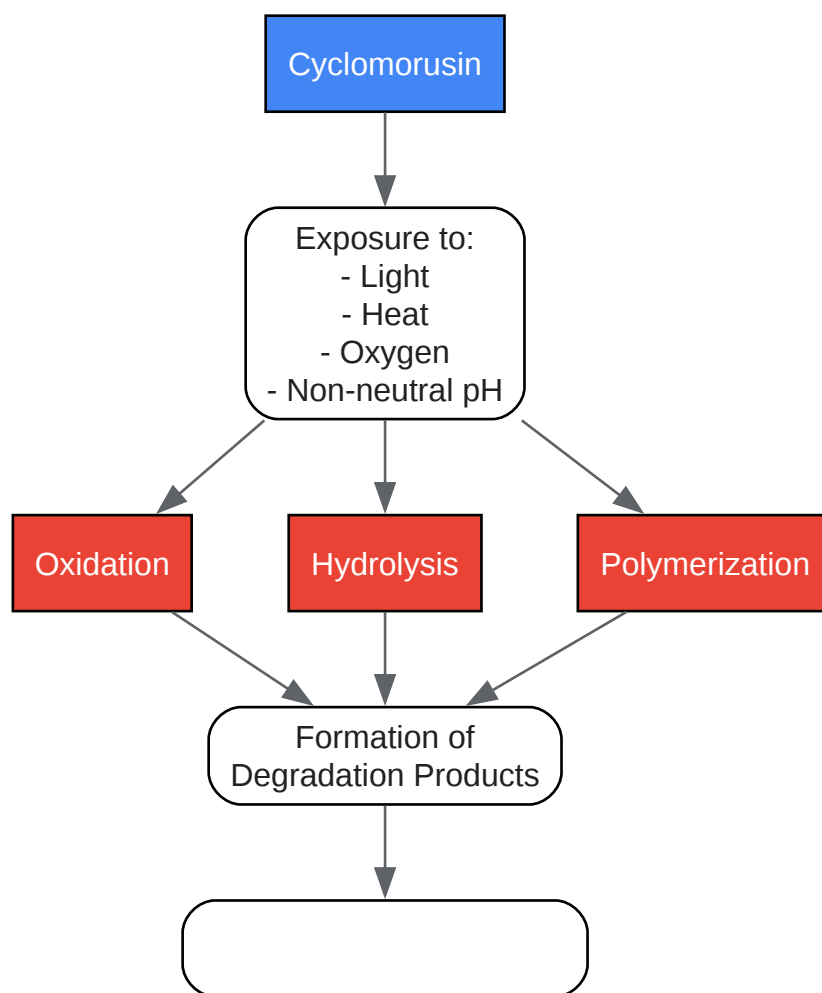 Cyclomorusin
Exposure to:
- Light
- Heat
- Oxygen
- Non-neutral pH
Oxidation
Hydrolysis
Polymerization
Formation of
Degradation Products